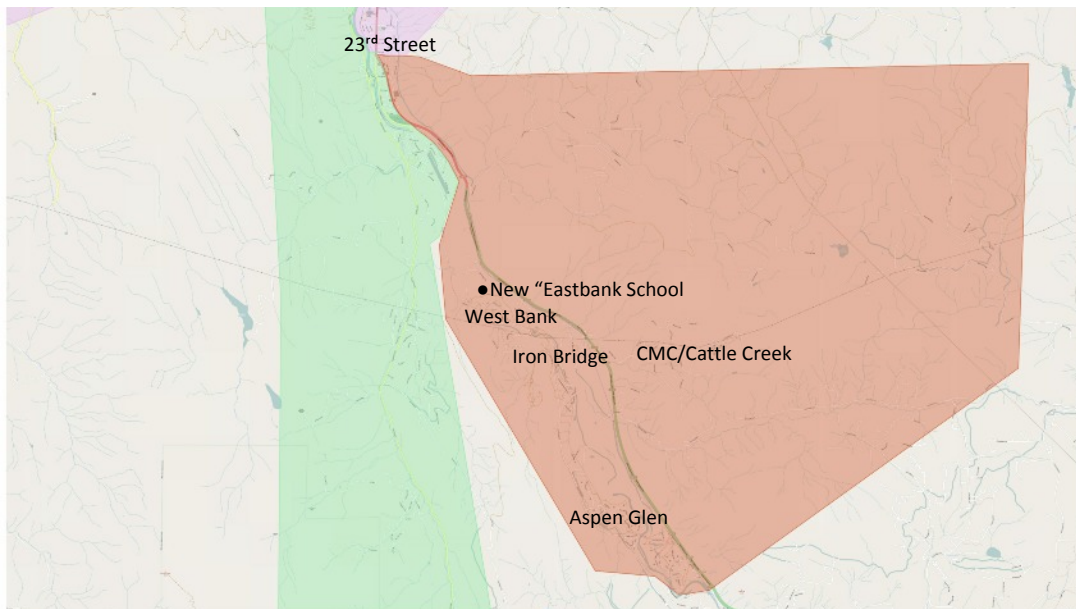 23rd Street
●New “Eastbank School
West Bank
Iron Bridge
CMC/Cattle Creek
Aspen Glen